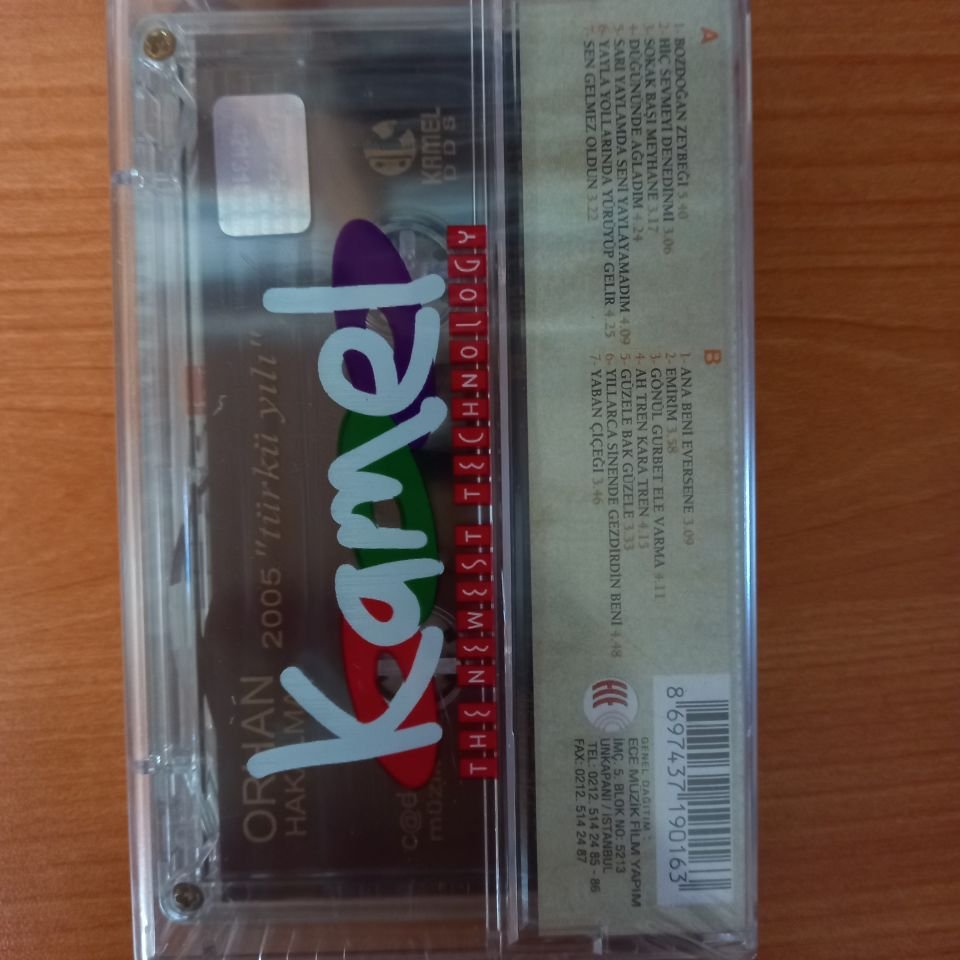 A
1- BOZDOĞAN ZEYBEĞİ 5.40
2- HİÇ SEVMEYİ DENEDİNMİ 3.06
3- SOKAK BAŞI MEYHANE 3.17
4- DÜĞÜNÜNDE AĞLADIM 4.24
5- SARI YAYLAMDA SENİ YAYLAYAMADIM 4.09
6- YAYLA YOLLARINDA YÜRÜYÜP GELİR 4.25
7- SEN GELMEZ OLDUN 3.22
B
1- ANA BENİ EVERSENE 3.09
2- EMİRİM 3.58
3- GÖNÜL GURBET ELE VARMA 4.11
4- AH TREN KARA TREN 4.15
5- GÜZELE BAK GÜZELE 3.33
6- YILLARCA SİNENDE GEZDİRDİN BENİ 4.48
7- YABAN ÇİÇEĞİ 3.46
8 697437 190163
GENEL DAĞITIM :
ECE MÜZİK FİLM YAPIM
İMÇ. 5. BLOK NO: 5213
UNKAPANI / İSTANBUL
TEL: 0212. 514 24 85 - 86
FAX: 0212. 514 24 87
THE NEWEST TECHNOLOGY
Kamel
KAMEL
DDS
ORHAN 2005 "türkü yılı"